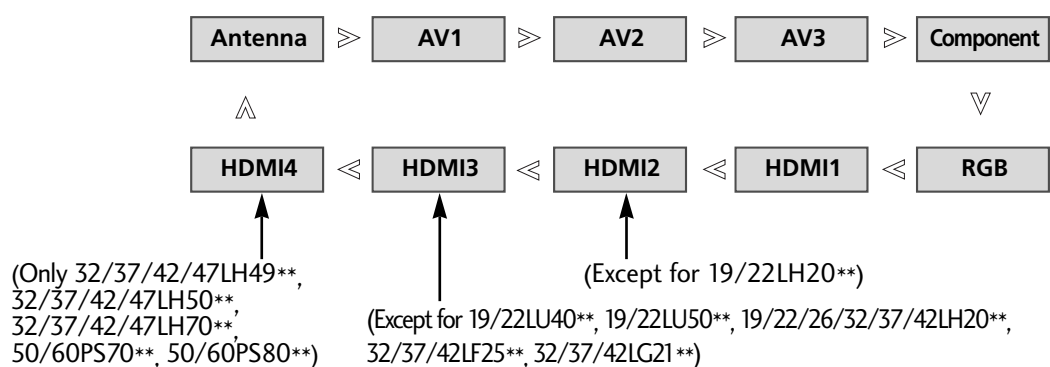 Antenna AV1 AV2 AV3 Component
HDMI4 HDMI3 HDMI2 HDMI1 RGB
(Only 32/37/42/47LH49**,
32/37/42/47LH50**,
32/37/42/47LH70**,
50/60PS70**, 50/60PS80**)
(Except for 19/22LU40**, 19/22LU50**, 19/22/26/32/37/42LH20**,
32/37/42LF25**, 32/37/42LG21**)
(Except for 19/22LH20**)